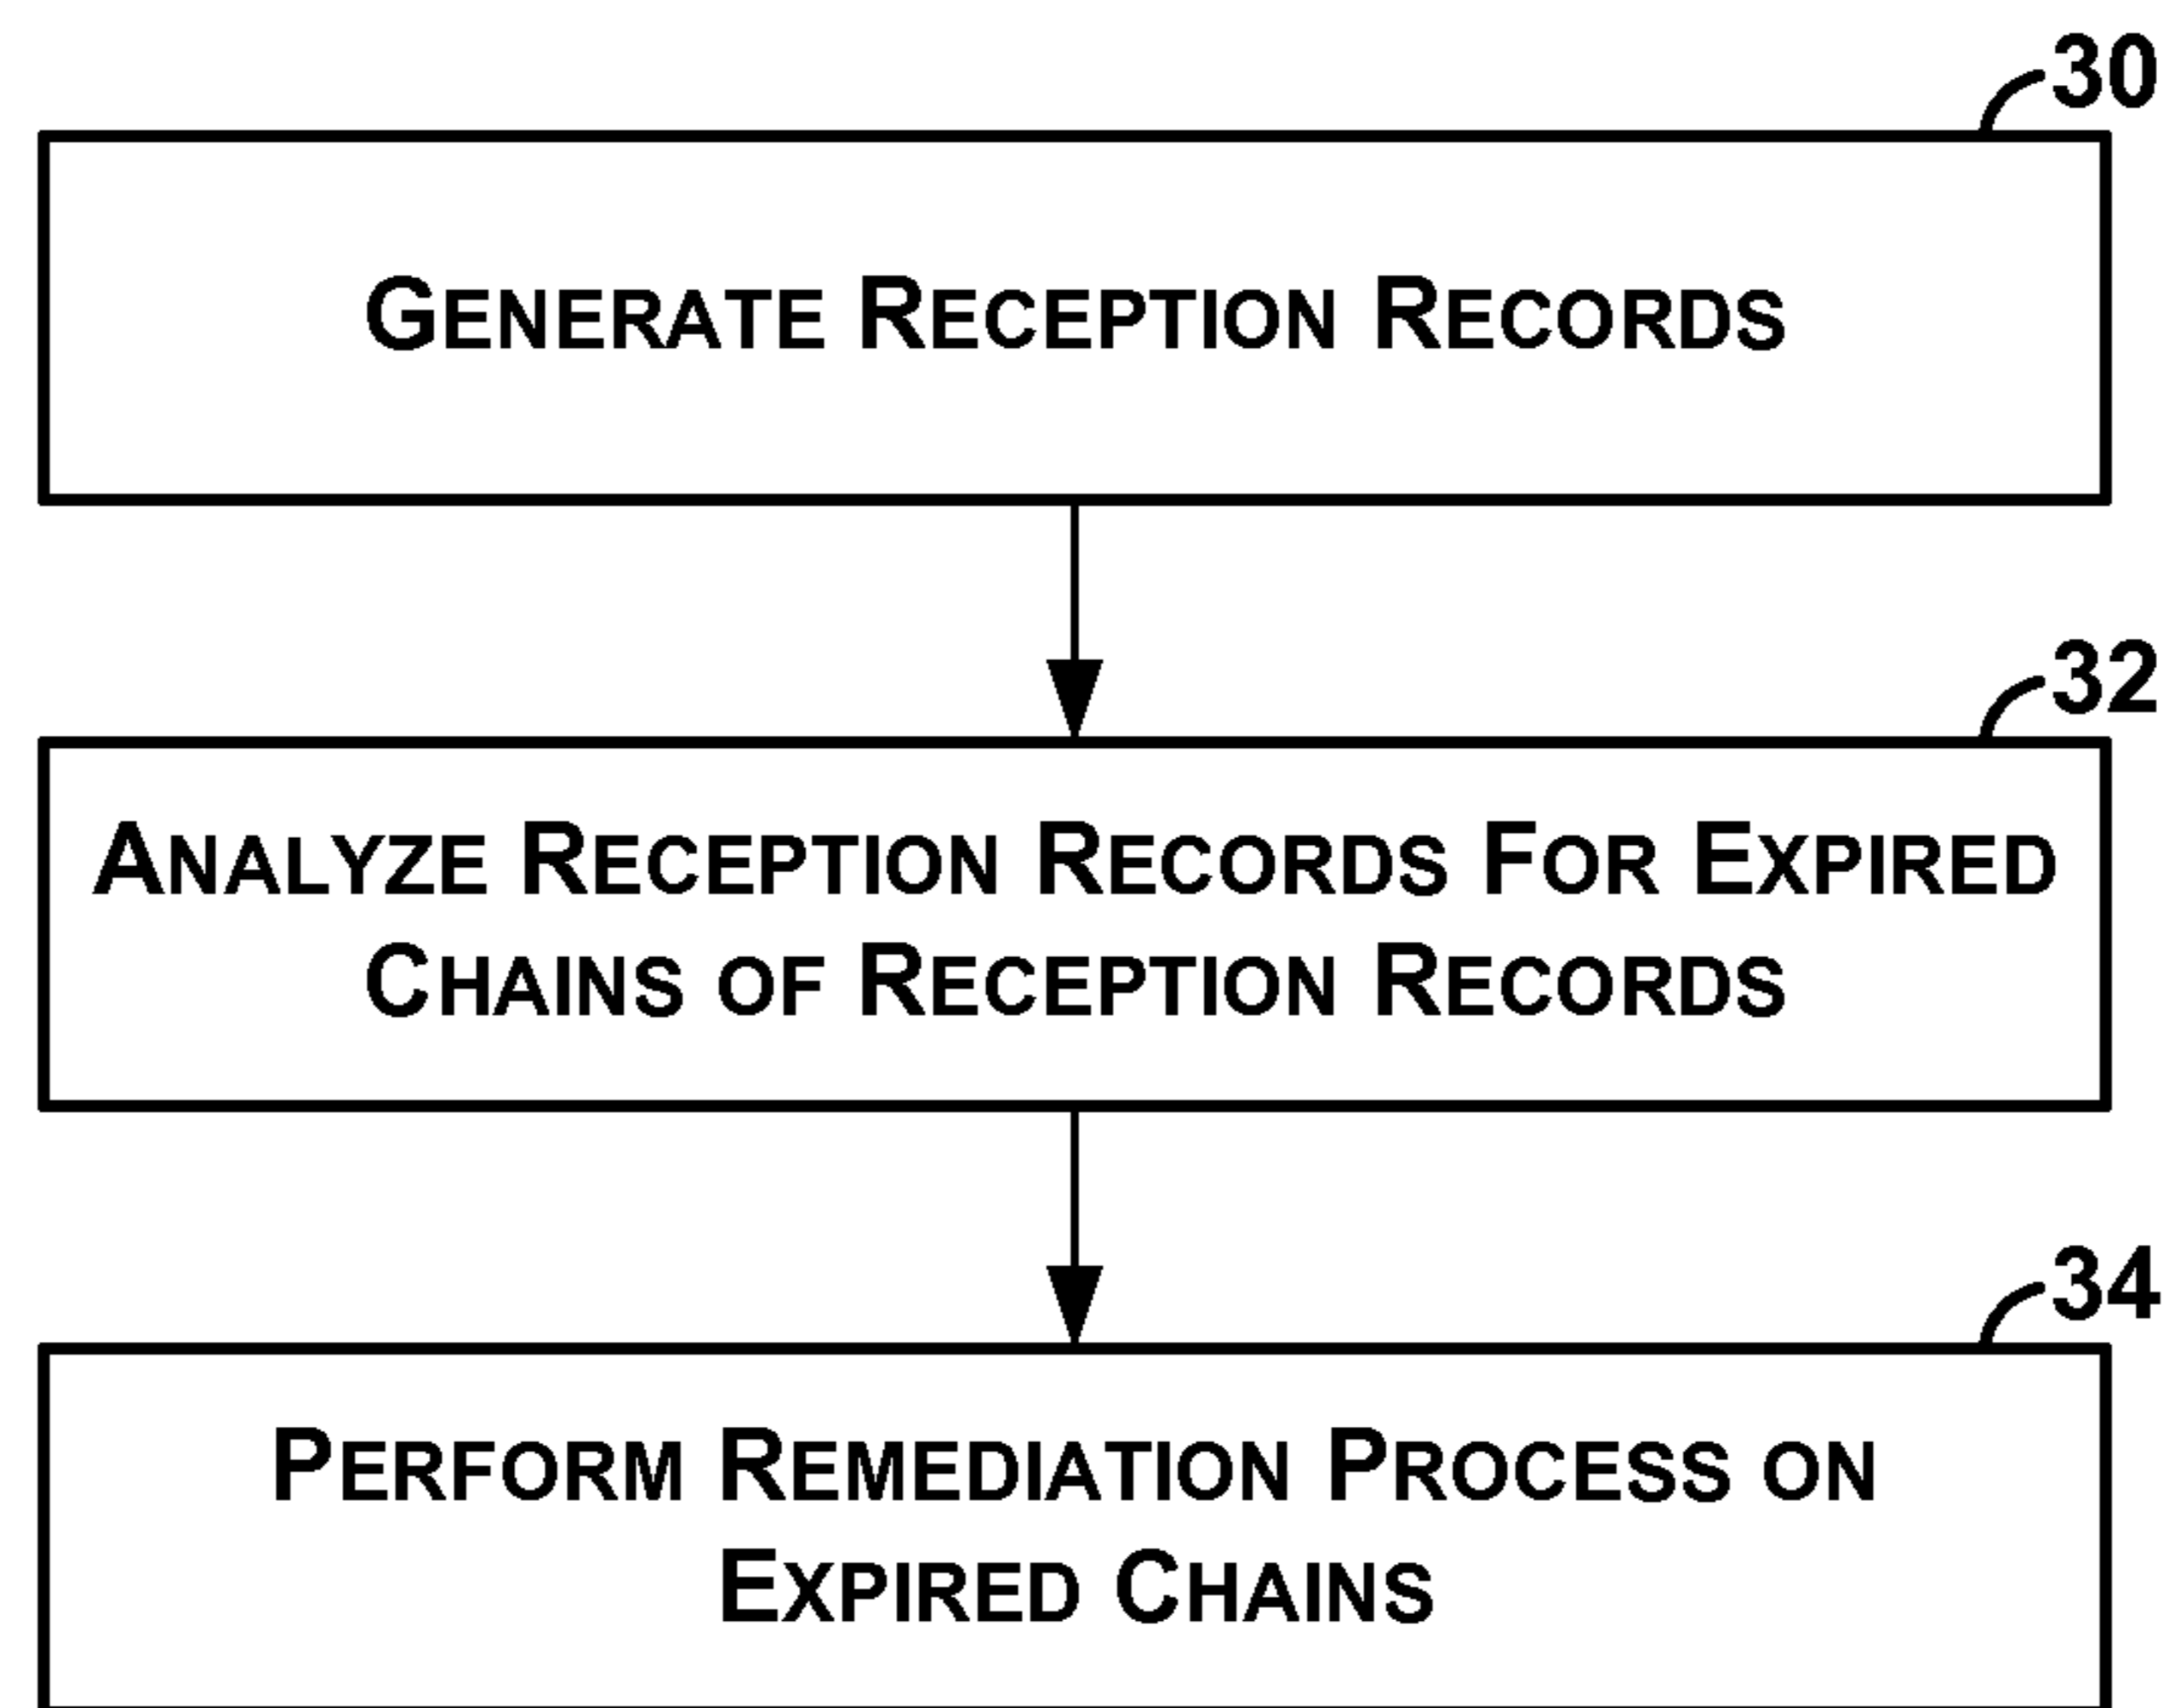 30
GENERATE RECEPTION RECORDS
32
ANALYZE RECEPTION RECORDS FOR EXPIRED
CHAINS OF RECEPTION RECORDS
34
PERFORM REMEDIATION PROCESS ON
EXPIRED CHAINS